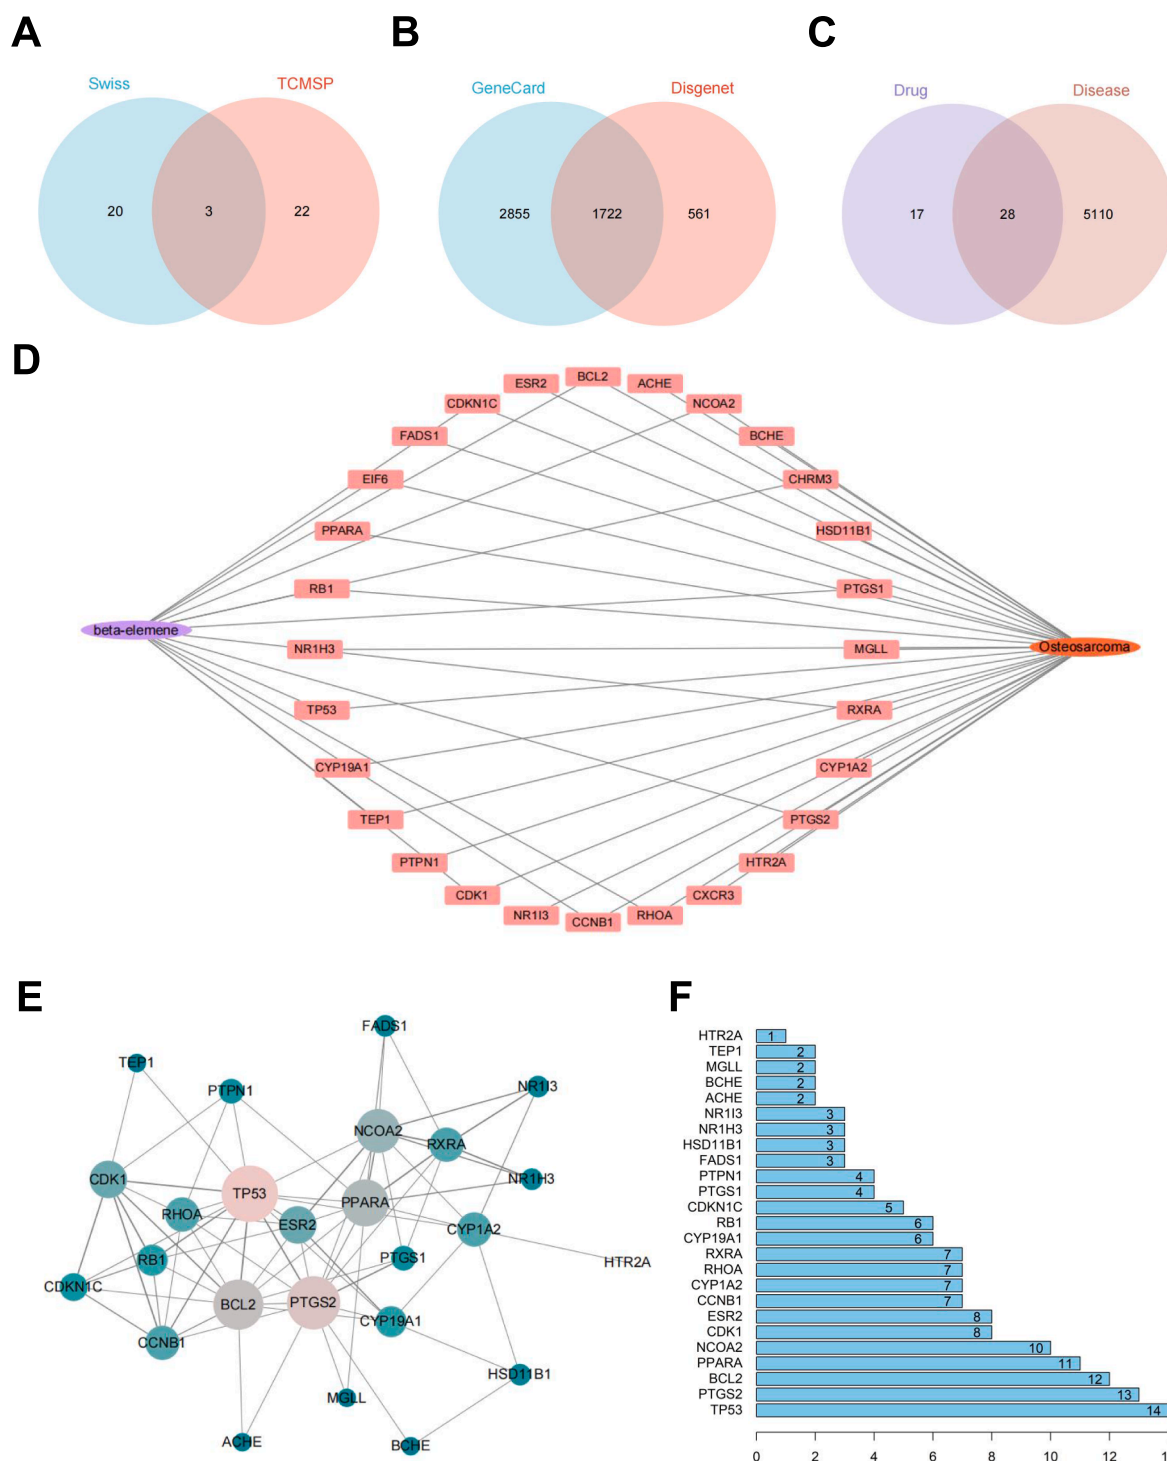 A
B
C
Swiss
TCMSP
20
3
22
GeneCard
Disgenet
2855
1722
561
Drug
Disease
17
28
5110
D
BCL2
ESR2
ACHE
CDKN1C
NCOA2
FADS1
BCHE
EIF6
CHRM3
PPARA
HSD11B1
RB1
PTGS1
beta-elemene
Osteosarcoma
NR1H3
MGLL
TP53
RXRA
CYP19A1
CYP1A2
TEP1
PTGS2
PTPN1
HTR2A
CDK1
CXCR3
NR1I3
CCNB1
RHOA
E
FADS1
TEP1
PTPN1
NR1I3
NCOA2
RXRA
CDK1
NR1H3
TP53
PPARA
RHOA
ESR2
CYP1A2
RB1
PTGS1
HTR2A
CDKN1C
BCL2
PTGS2
CYP19A1
CCNB1
HSD11B1
MGLL
ACHE
BCHE
F
HTR2A 1
TEP1 2
MGLL 2
BCHE 2
ACHE 2
NR1I3 3
NR1H3 3
HSD11B1 3
FADS1 3
PTPN1 4
PTGS1 4
CDKN1C 5
RB1 6
CYP19A1 6
RXRA 7
RHOA 7
CYP1A2 7
CCNB1 7
ESR2 8
CDK1 8
NCOA2 10
PPARA 11
BCL2 12
PTGS2 13
TP53 14
0 2 4 6 8 10 12